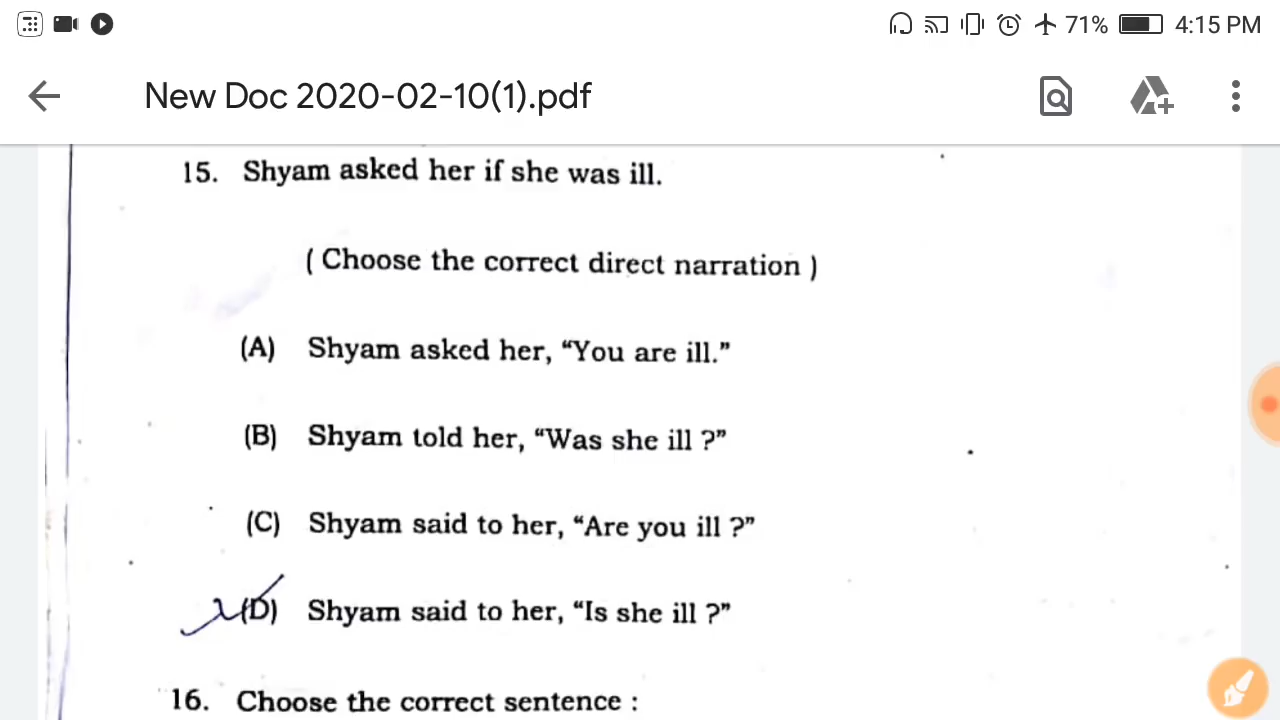 71% 4:15 PM
New Doc 2020-02-10(1).pdf
15. Shyam asked her if she was ill.
( Choose the correct direct narration )
(A) Shyam asked her, “You are ill.”
(B) Shyam told her, “Was she ill ?”
(C) Shyam said to her, “Are you ill ?”
(D) Shyam said to her, “Is she ill ?”
16. Choose the correct sentence :